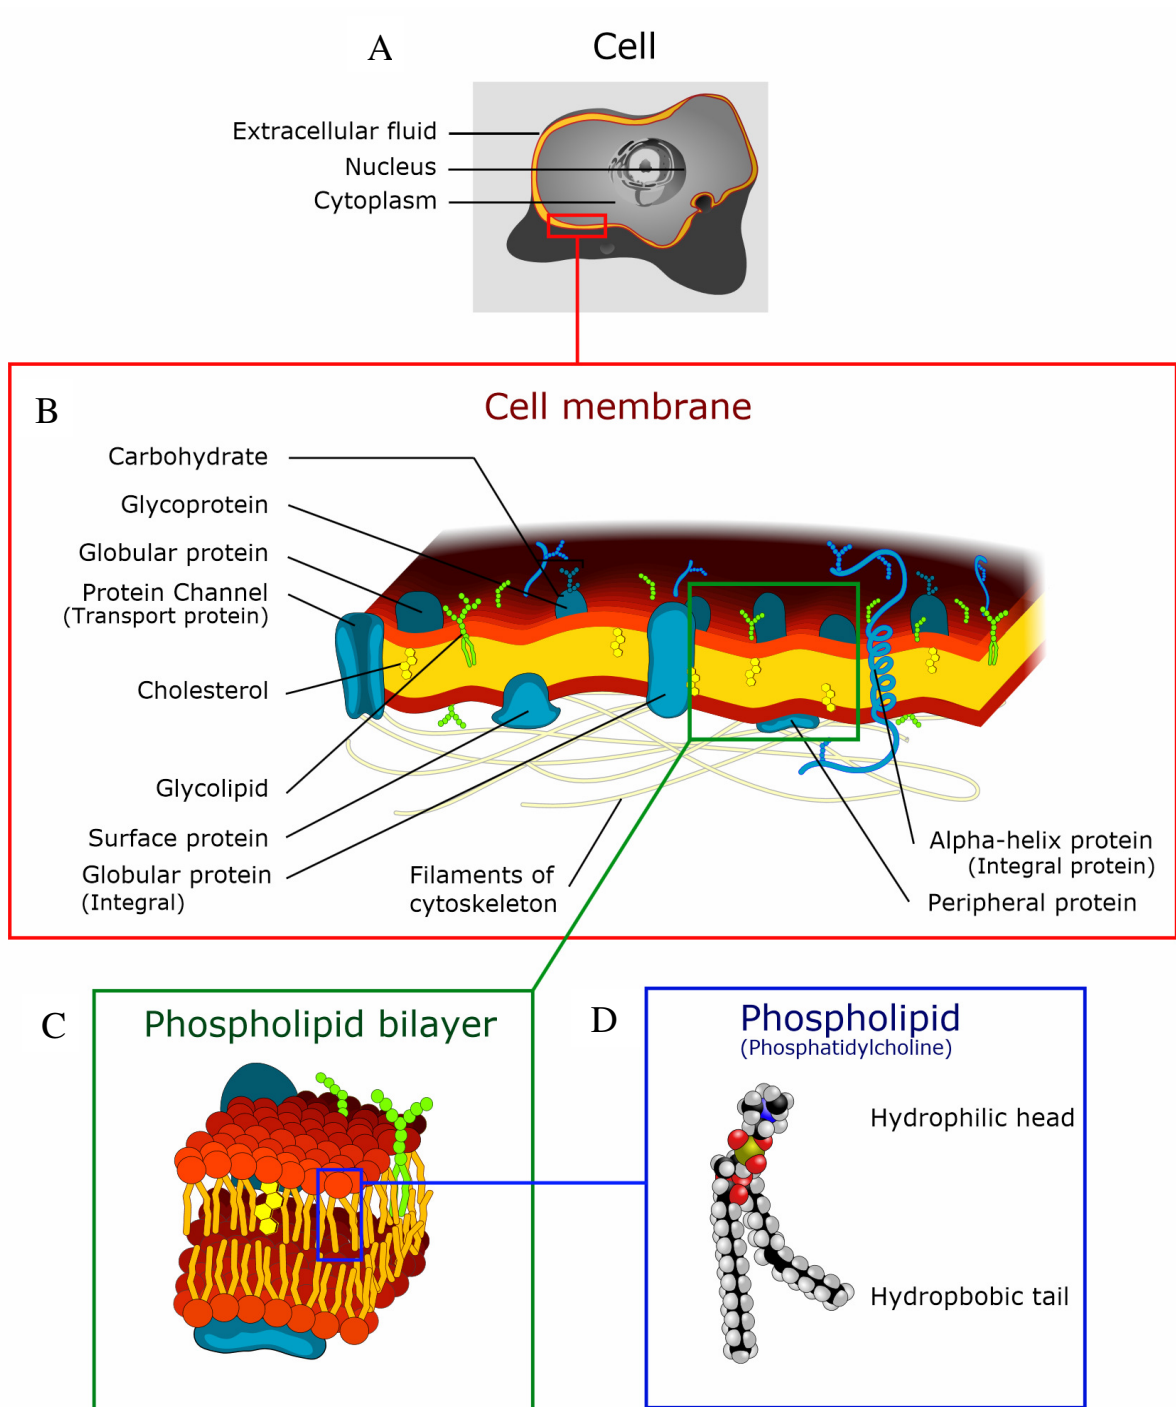 A
Cell
Extracellular fluid
Nucleus
Cytoplasm
B
Cell membrane
Carbohydrate
Glycoprotein
Globular protein
Protein Channel
(Transport protein)
Cholesterol
Glycolipid
Surface protein
Globular protein
(Integral)
Filaments of
cytoskeleton
Alpha-helix protein
(Integral protein)
Peripheral protein
C
Phospholipid bilayer
D
Phospholipid
(Phosphatidylcholine)
Hydrophilic head
Hydropbobic tail